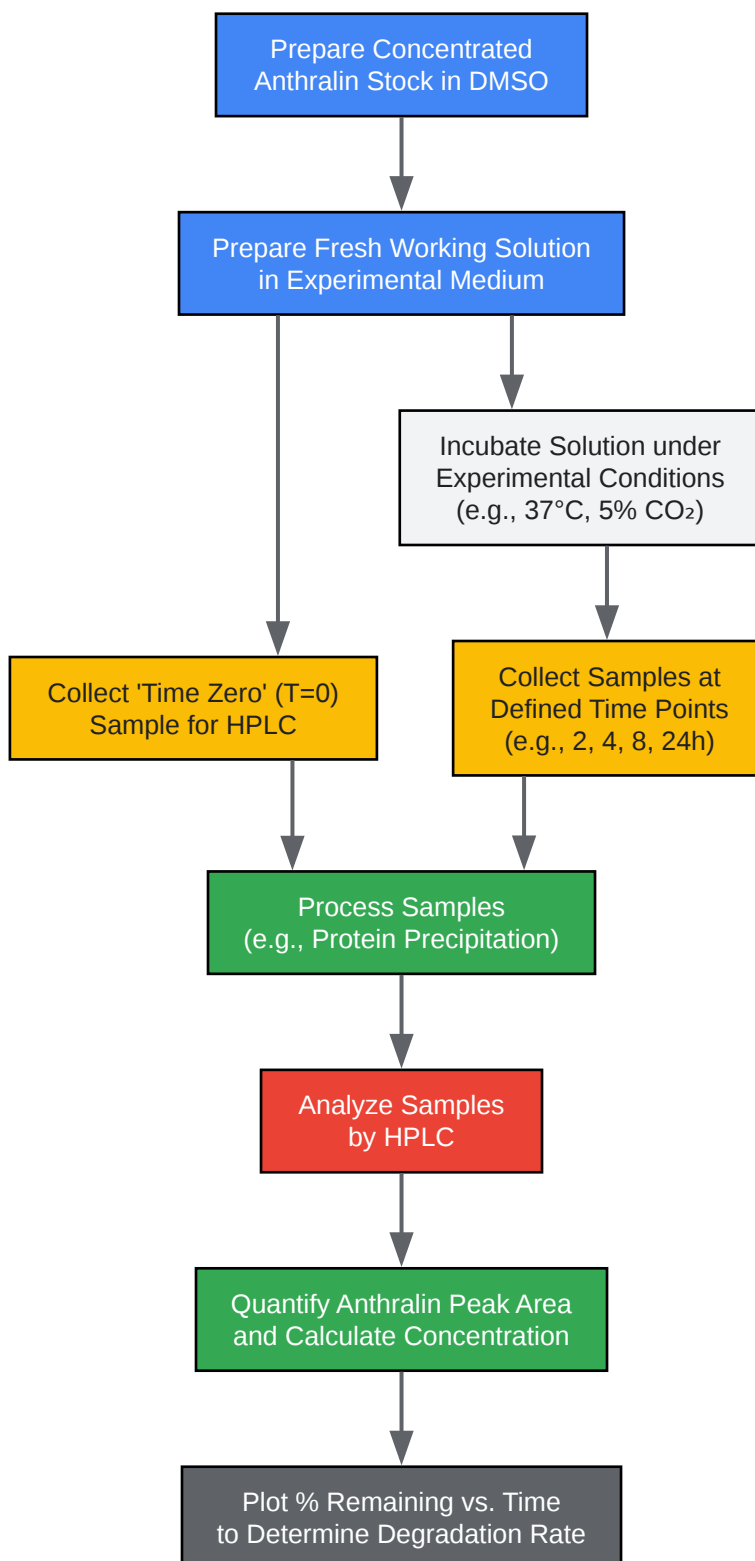 Prepare Concentrated
Anthralin Stock in DMSO
Prepare Fresh Working Solution
in Experimental Medium
Incubate Solution under
Experimental Conditions
(e.g., 37°C, 5% CO₂)
Collect 'Time Zero' (T=0)
Sample for HPLC
Collect Samples at
Defined Time Points
(e.g., 2, 4, 8, 24h)
Process Samples
(e.g., Protein Precipitation)
Analyze Samples
by HPLC
Quantify Anthralin Peak Area
and Calculate Concentration
Plot % Remaining vs. Time
to Determine Degradation Rate